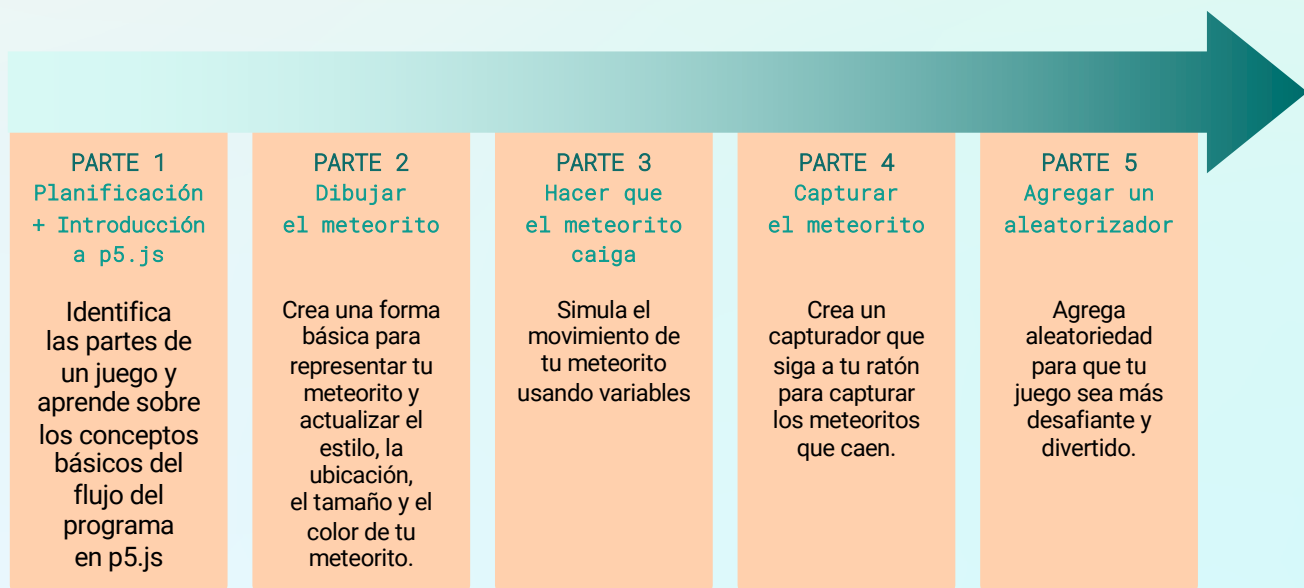 PARTE 1
Planificación
+ Introducción
a p5.js
Identifica
las partes de
un juego y
aprende sobre
los conceptos
básicos del
flujo del
programa
en p5.js
PARTE 2
Dibujar
el meteorito
Crea una forma
básica para
representar tu
meteorito y
actualizar el
estilo, la
ubicación,
el tamaño y el
color de tu
meteorito.
PARTE 3
Hacer que
el meteorito
caiga
Simula el
movimiento de
tu meteorito
usando variables
PARTE 4
Capturar
el meteorito
Crea un
capturador que
siga a tu ratón
para capturar
los meteoritos
que caen.
PARTE 5
Agregar un
aleatorizador
Agrega
aleatoriedad
para que tu
juego sea más
desafiante y
divertido.